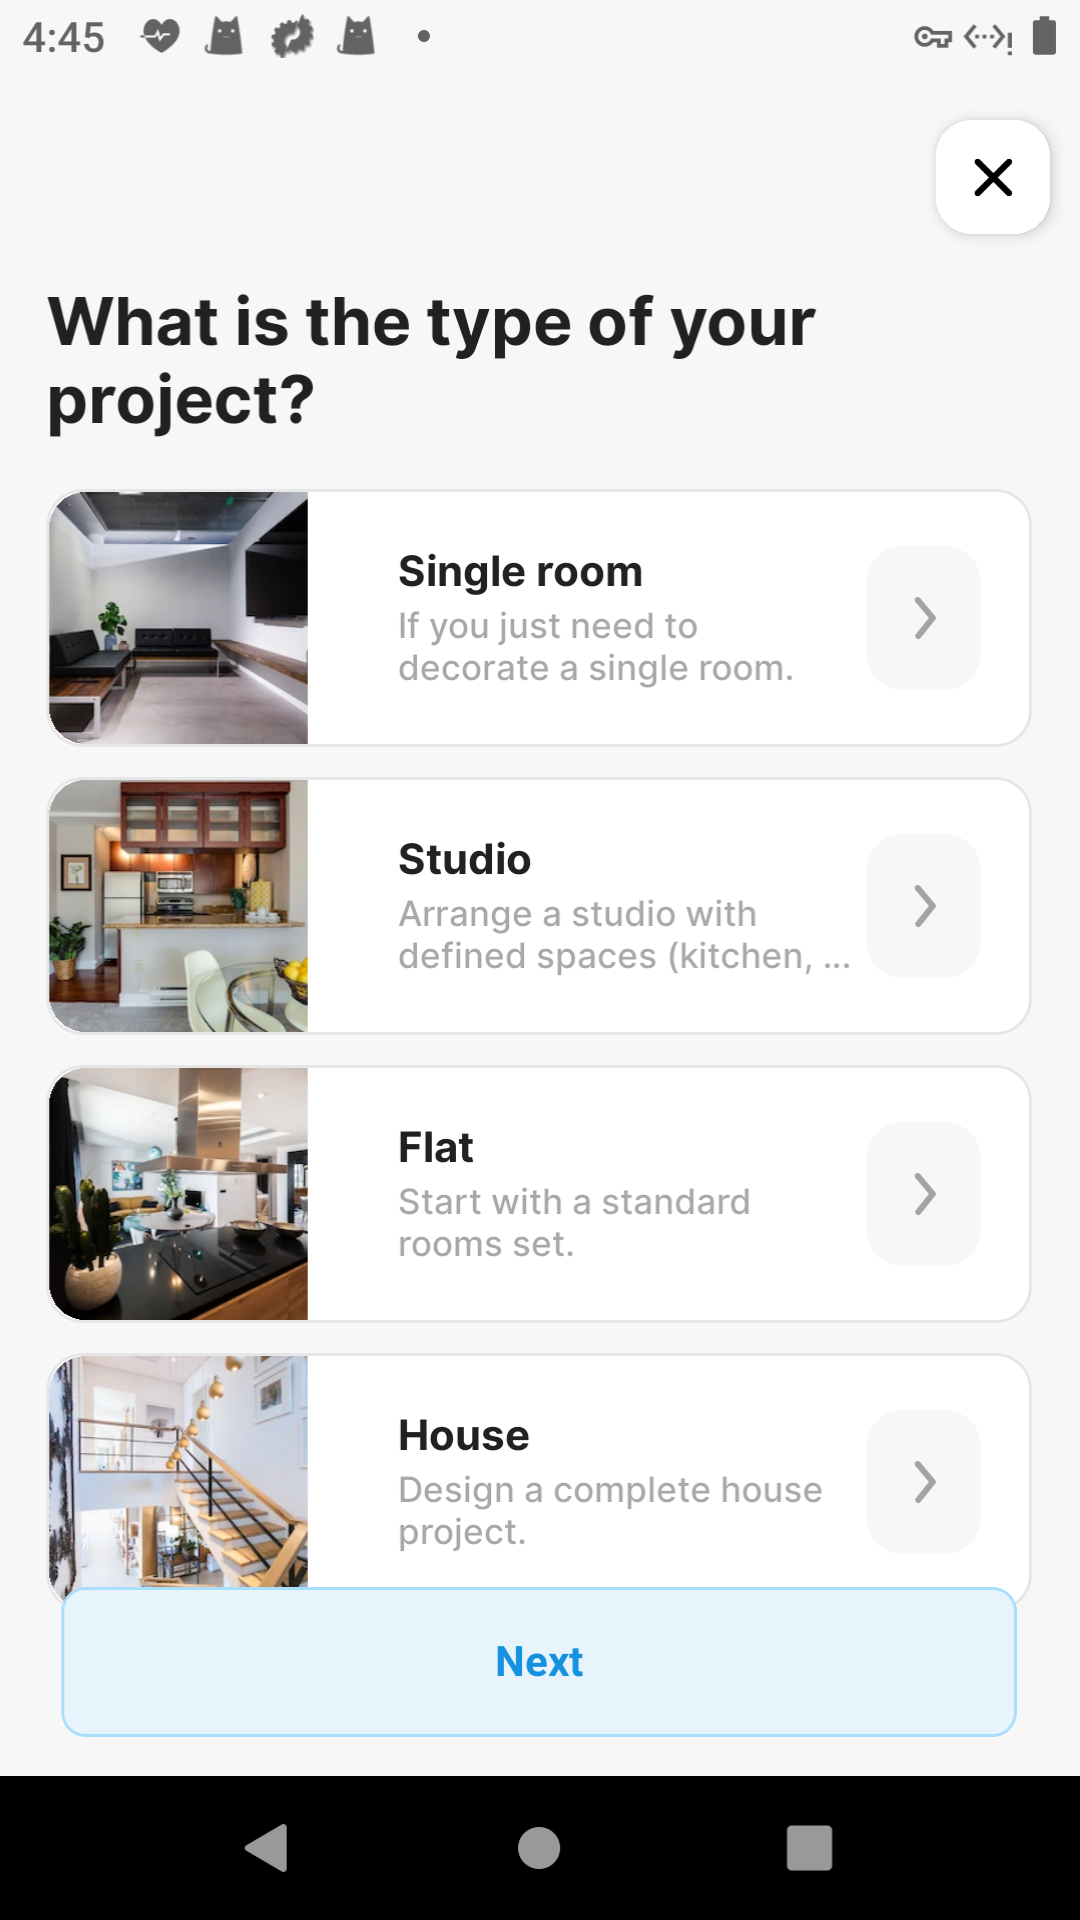 4:45
What is the type of your
project?
Single room
If you just need to
decorate a single room.
Studio
Arrange a studio with
defined spaces (kitchen, ...
Flat
Start with a standard
rooms set.
House
Design a complete house
project.
Next